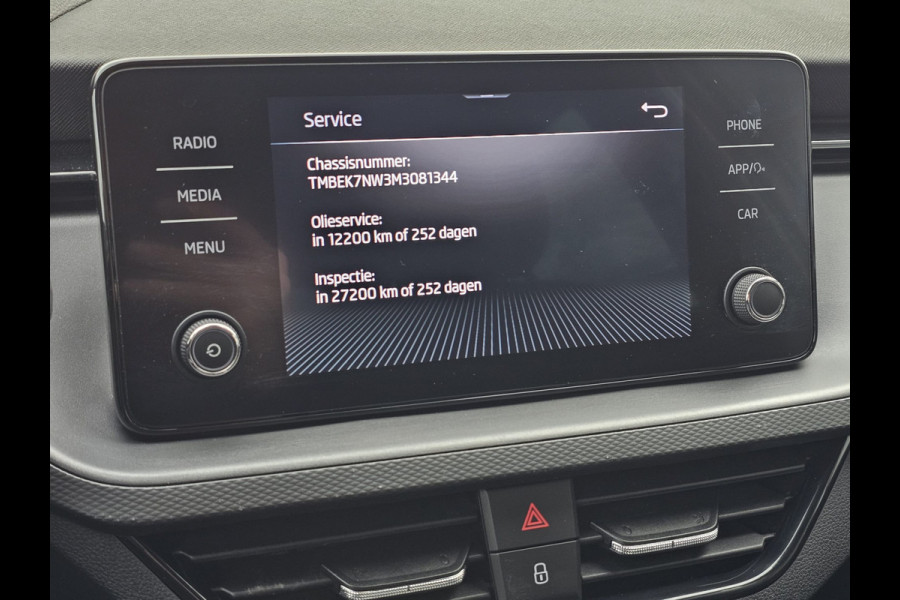 Service
RADIO
MEDIA
MENU
Chassisnummer:
TMBEK7NW3M3081344
Olieservice:
in 12200 km of 252 dagen
Inspectie:
in 27200 km of 252 dagen
PHONE
APP/
CAR